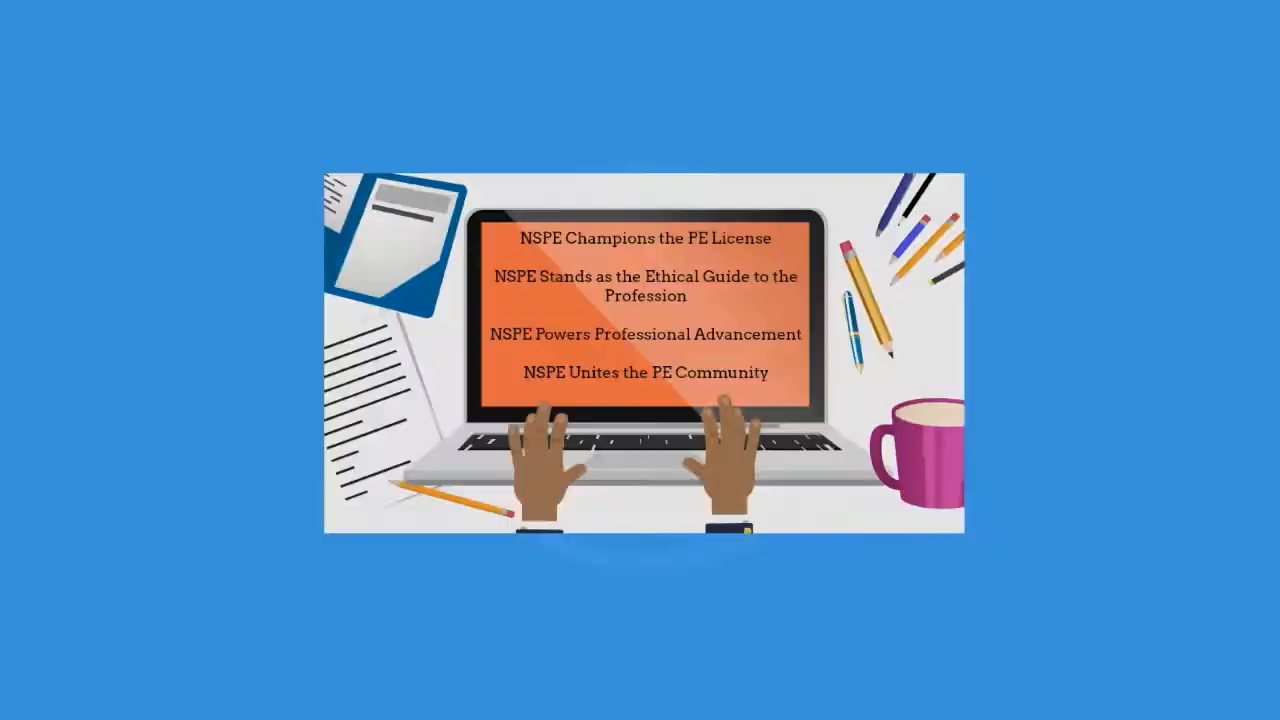 NSPE Champions the PE License
NSPE Stands as the Ethical Guide to the
Profession
NSPE Powers Professional Advancement
NSPE Unites the PE Community